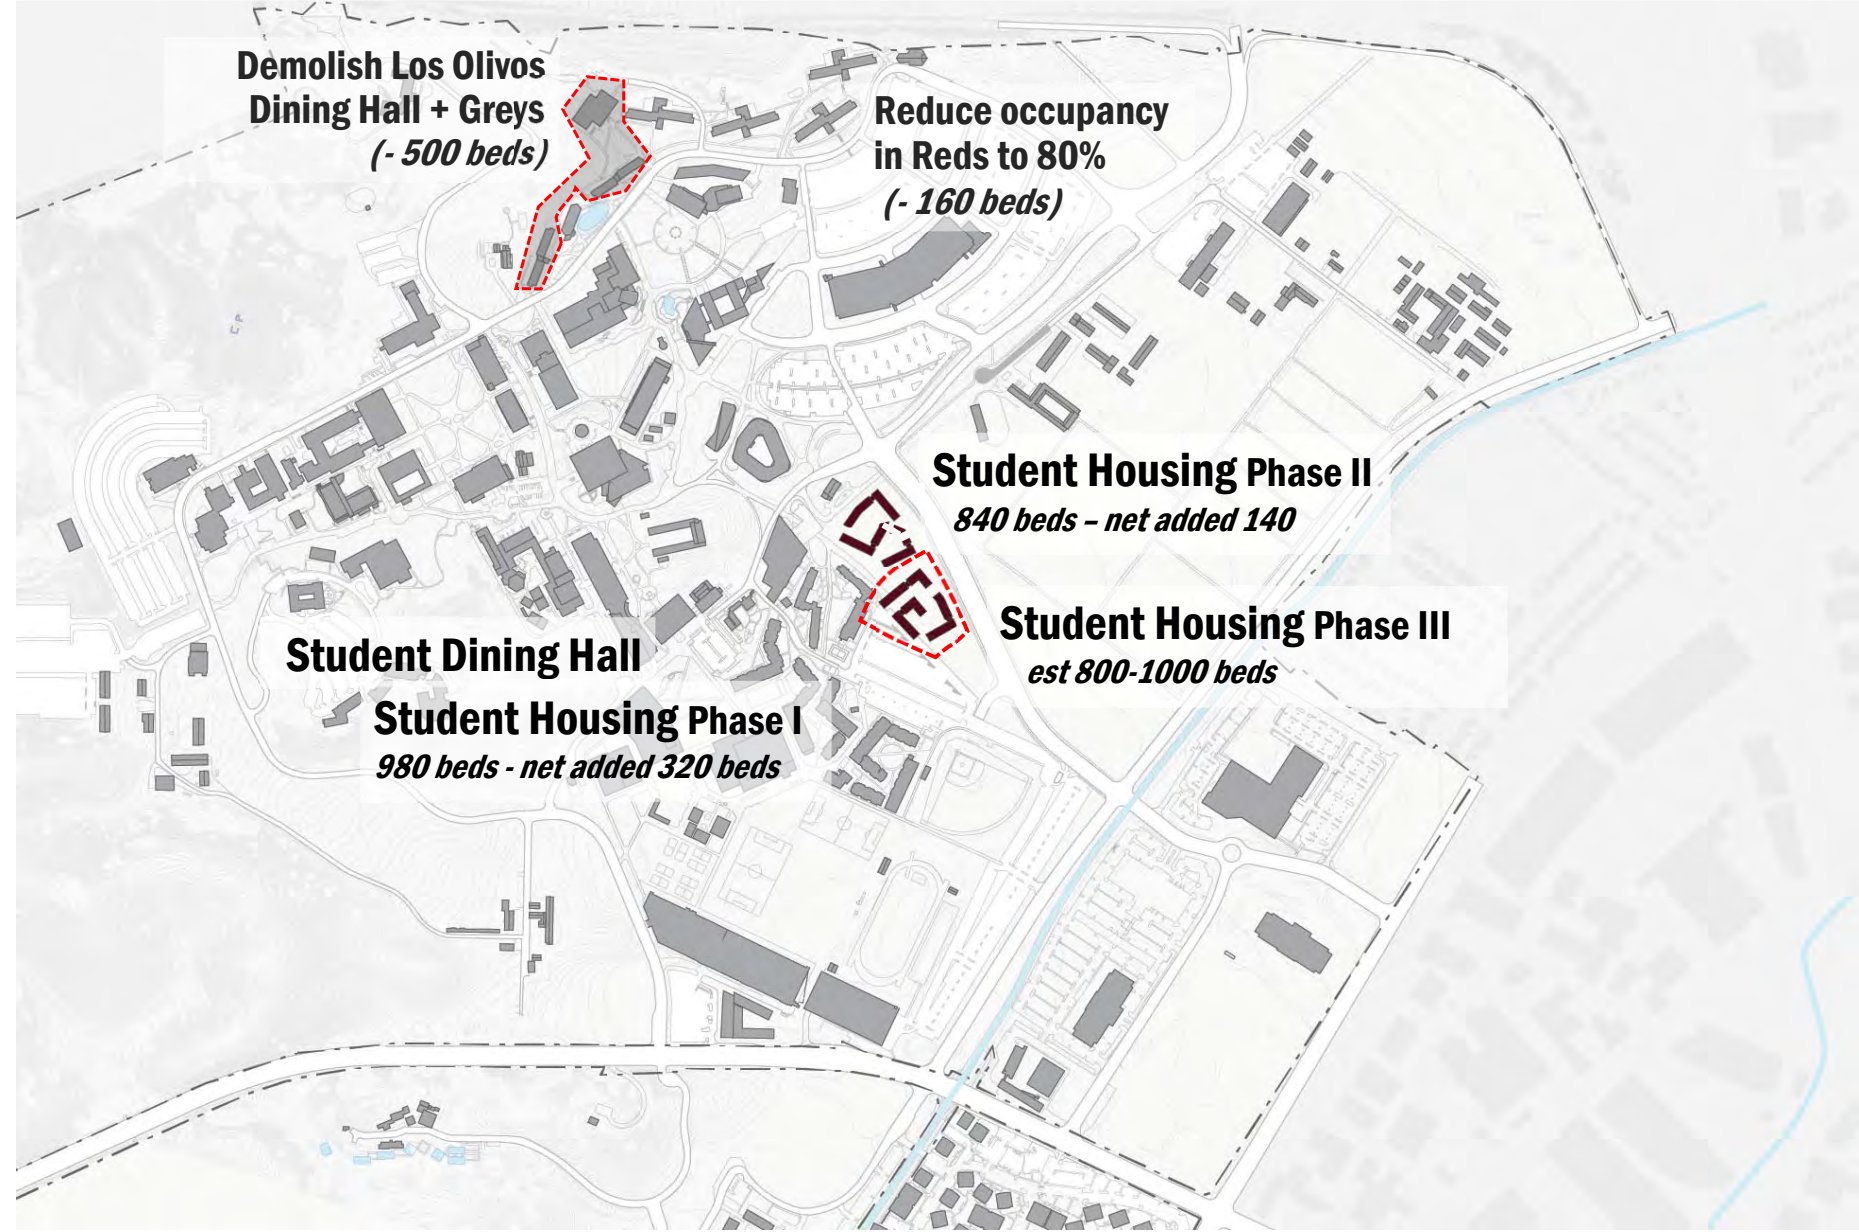 Demolish Los Olivos
Dining Hall + Greys
(- 500 beds)
Reduce occupancy
in Reds to 80%
(- 160 beds)
Student Housing Phase II
840 beds – net added 140
Student Housing Phase III
est 800-1000 beds
Student Dining Hall
Student Housing Phase I
980 beds - net added 320 beds